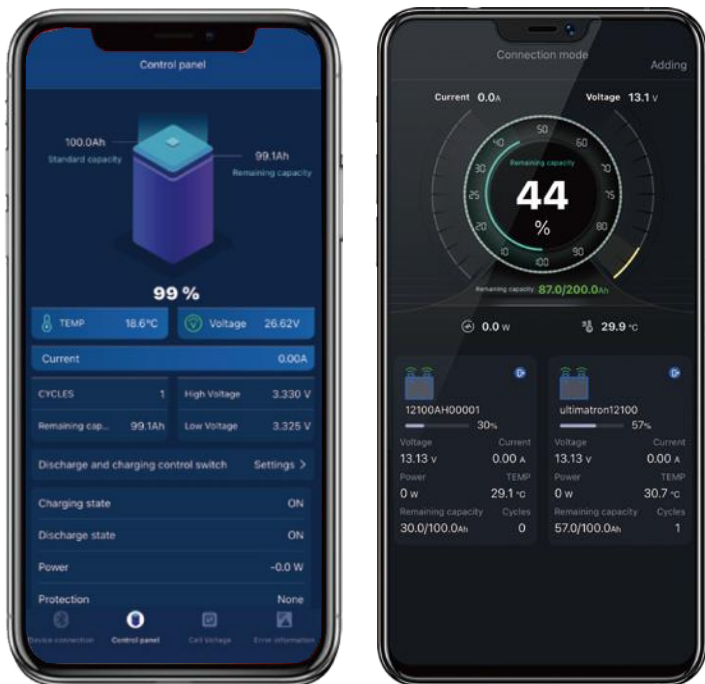 Control panel
100.0Ah
Standard capacity
99.1Ah
Remaining capacity
99 %
TEMP 18.6°C
Voltage 26.62V
Current 0.00A
CYCLES 1
High Voltage 3.330 V
Remaining cap... 99.1Ah
Low Voltage 3.325 V
Discharge and charging control switch Settings >
Charging state ON
Discharge state ON
Power -0.0 W
Protection None
Device connection
Control panel
Cell Voltage
Error information
Connection mode
Adding
Current 0.0A
Voltage 13.1 V
50
40 60
30 70
25 75
20 80
10 90
100
Remaining capacity
44
%
Remaining capacity 87.0/200.0Ah
0.0 W
29.9 °C
12100AH00001
30%
Voltage Current
13.13 V 0.00 A
Power TEMP
0 W 29.1 °C
Remaining capacity Cycles
30.0/100.0Ah 0
ultimatron12100
57%
Voltage Current
13.13 V 0.00 A
Power TEMP
0 W 30.7 °C
Remaining capacity Cycles
57.0/100.0Ah 1